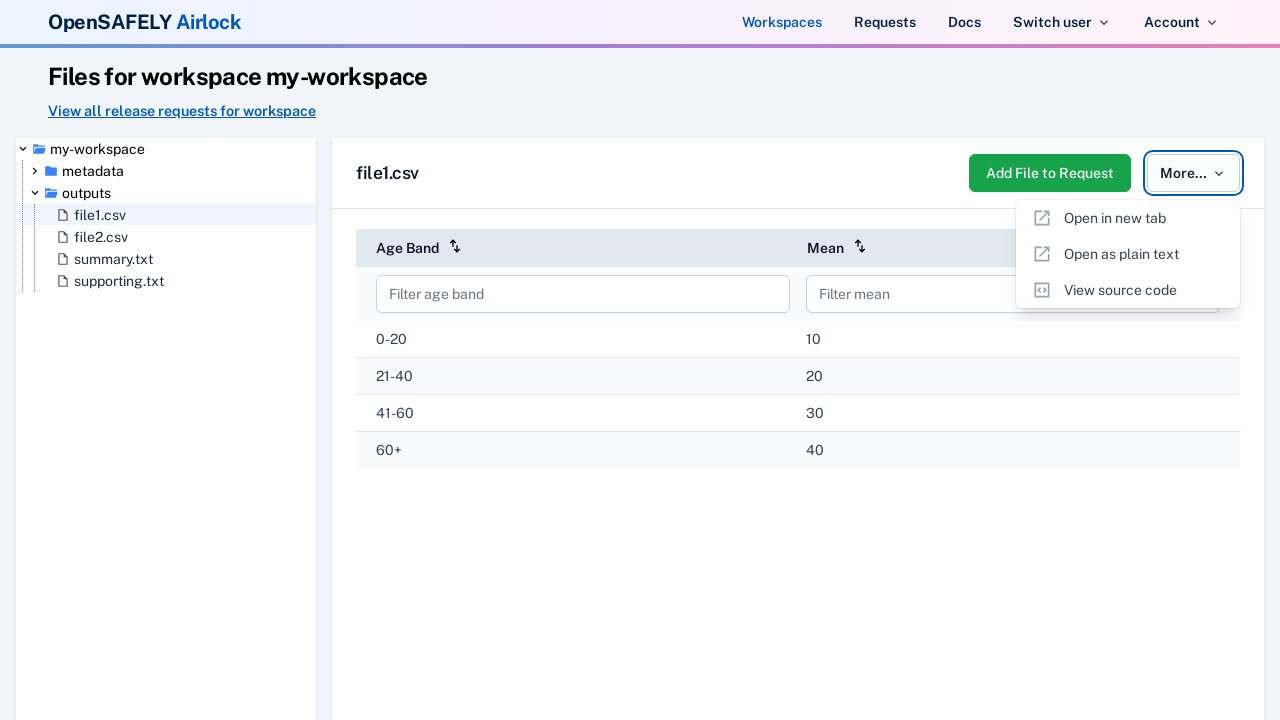 OpenSAFELY Airlock
Workspaces Requests Docs Switch user Account
Files for workspace my-workspace
View all release requests for workspace
my-workspace
metadata
outputs
file1.csv
file2.csv
summary.txt
supporting.txt
file1.csv
Add File to Request
More...
Open in new tab
Open as plain text
View source code
Age Band Mean
Filter age band Filter mean
0-20 10
21-40 20
41-60 30
60+ 40